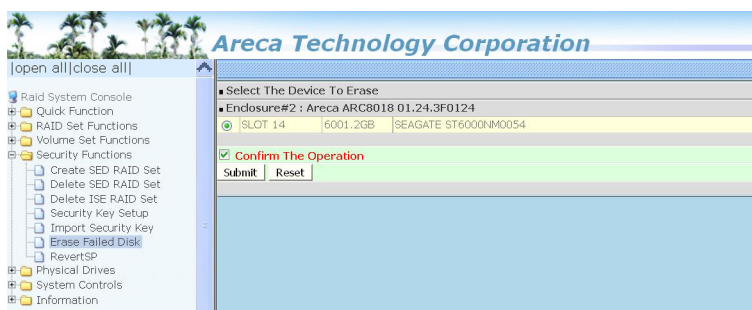 Areca Technology Corporation
|open all|close all|
Raid System Console
Quick Function
RAID Set Functions
Volume Set Functions
Security Functions
Create SED RAID Set
Delete SED RAID Set
Delete ISE RAID Set
Security Key Setup
Import Security Key
Erase Failed Disk
RevertSP
Physical Drives
System Controls
Information
Select The Device To Erase
Enclosure#2 : Areca ARC8018 01.24.3F0124
SLOT 14 6001.2GB SEAGATE ST6000NM0054
Confirm The Operation
Submit Reset